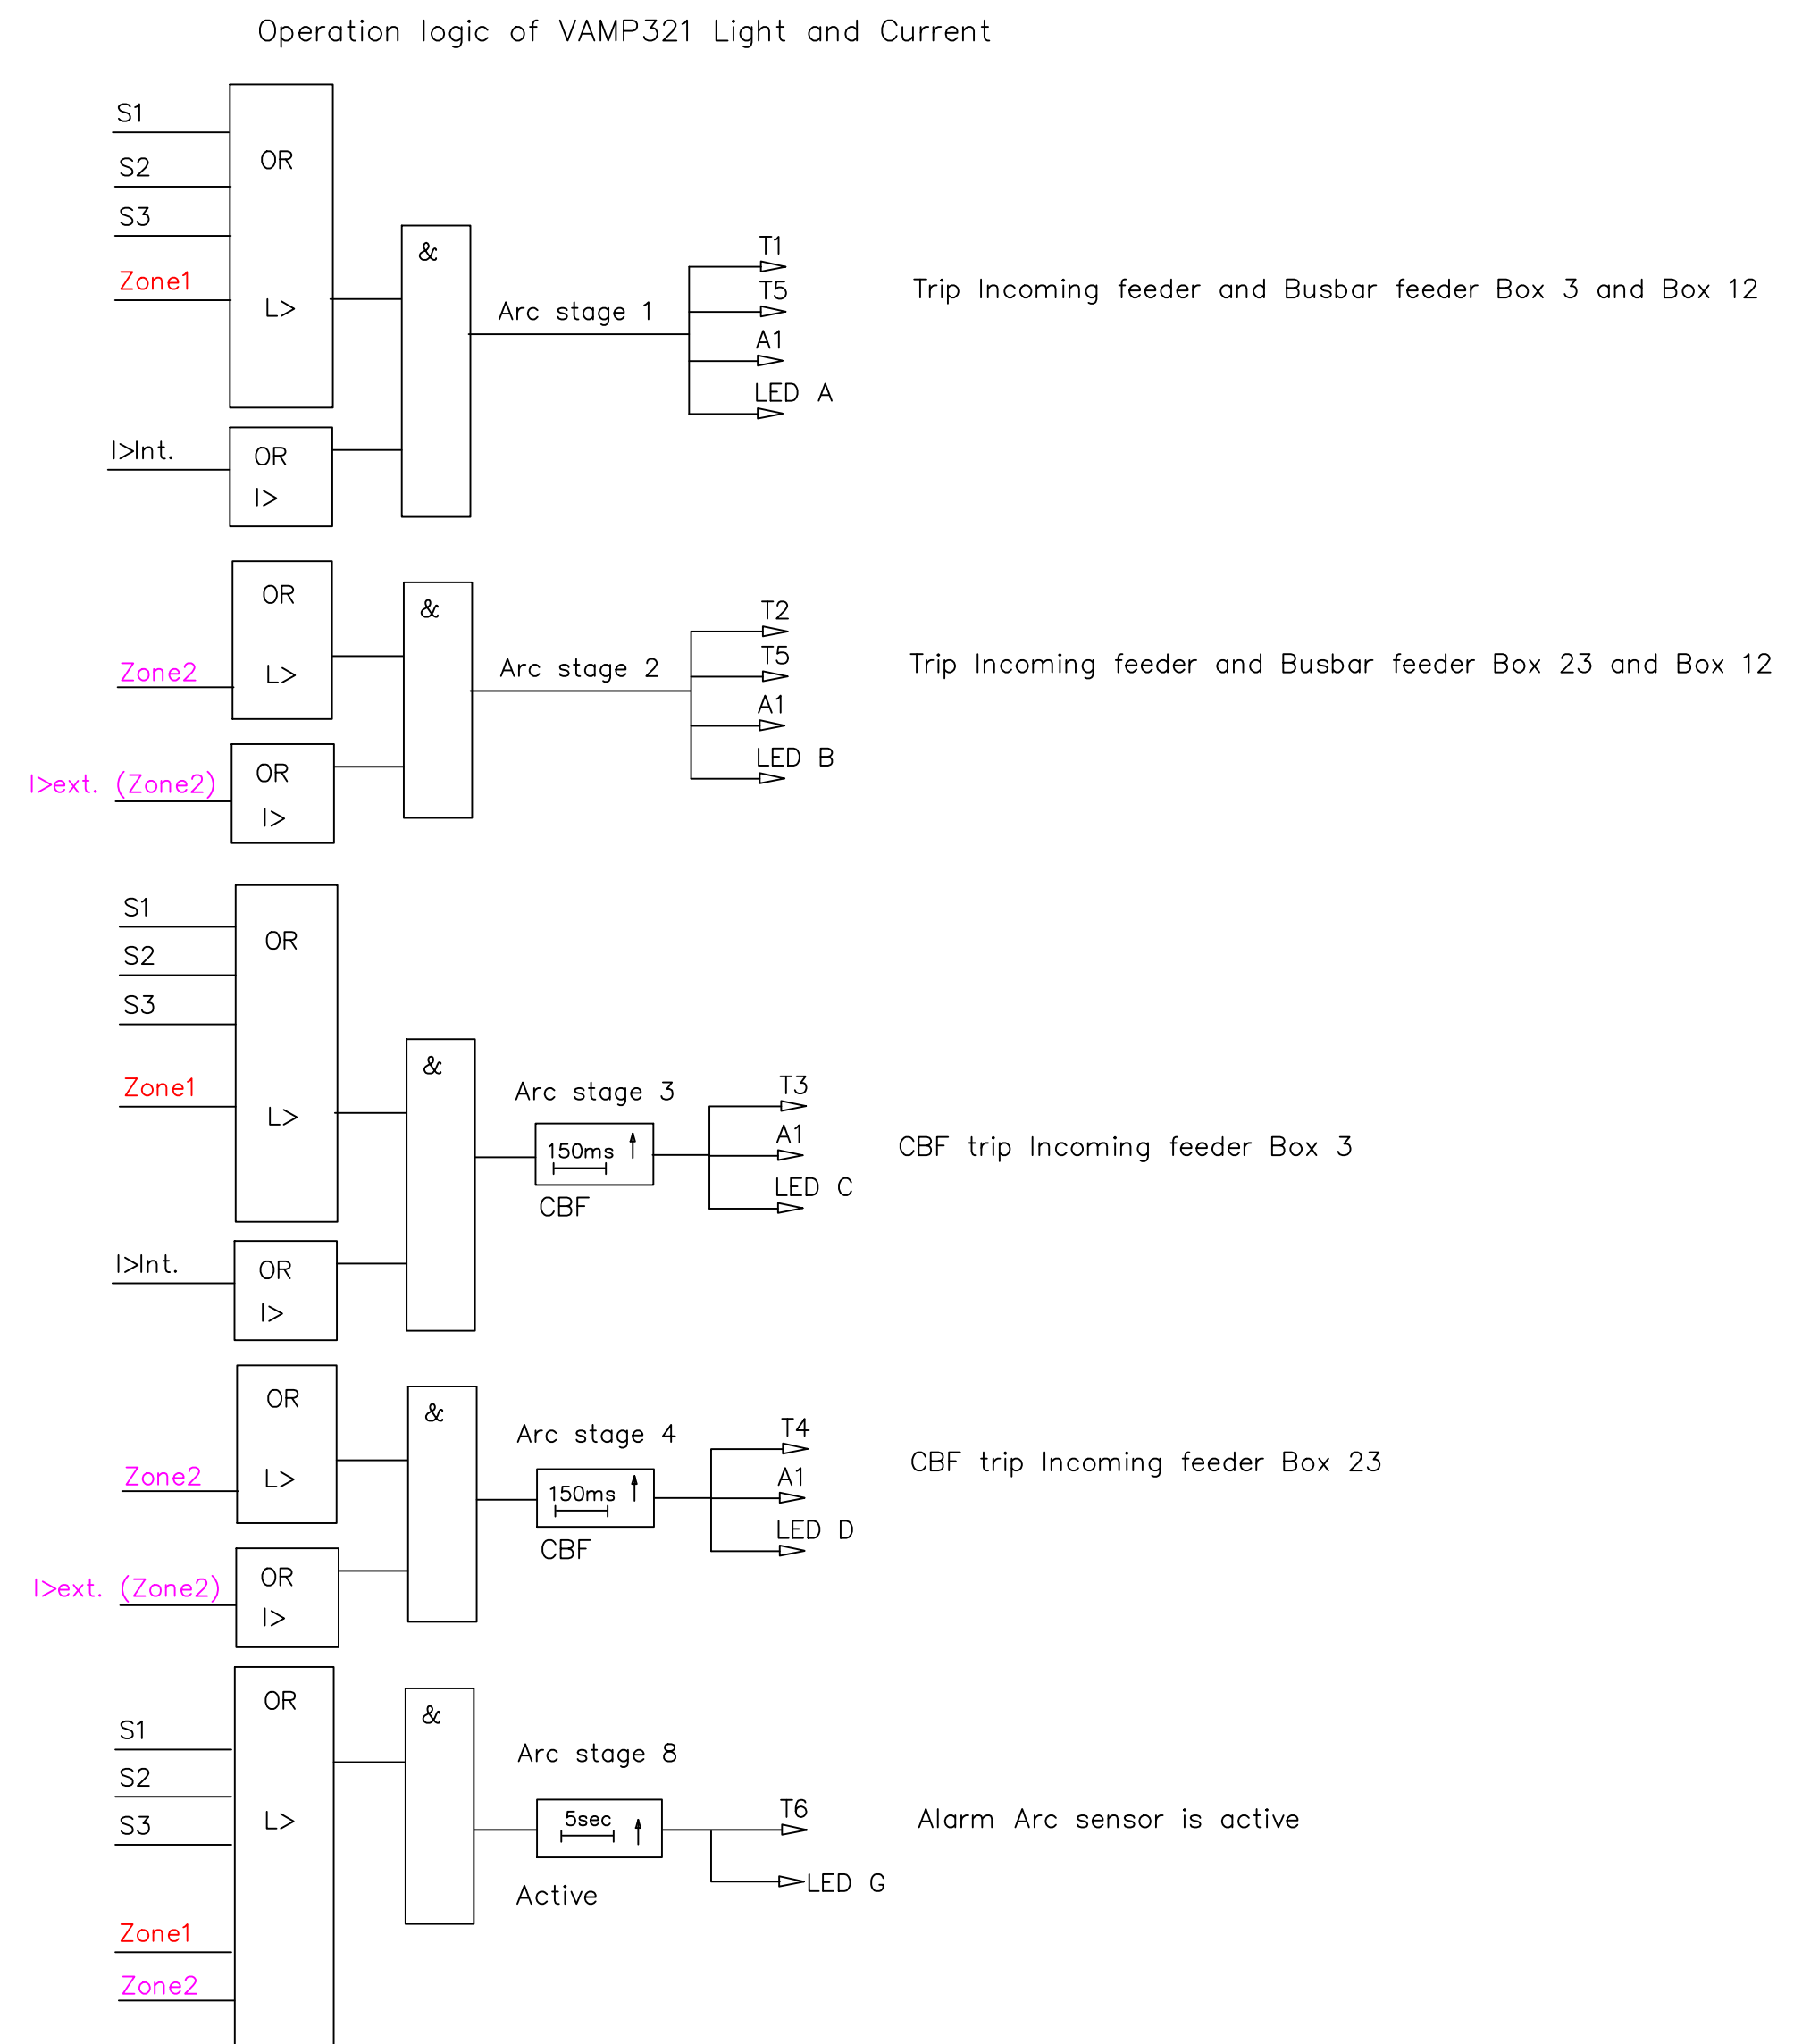 Operation logic of VAMP321 Light and Current
S1
OR
S2
S3
Zone1
L>
&
Arc stage 1
T1
T5
A1
LED A
Trip Incoming feeder and Busbar feeder Box 3 and Box 12
I>Int.
OR
I>
OR
Zone2
L>
&
Arc stage 2
T2
T5
A1
LED B
Trip Incoming feeder and Busbar feeder Box 23 and Box 12
I>ext. (Zone2)
OR
I>
S1
OR
S2
S3
Zone1
L>
&
Arc stage 3
150ms
CBF
T3
A1
LED C
CBF trip Incoming feeder Box 3
I>Int.
OR
I>
OR
Zone2
L>
&
Arc stage 4
150ms
CBF
T4
A1
LED D
CBF trip Incoming feeder Box 23
I>ext. (Zone2)
OR
I>
OR
S1
S2
S3
L>
Zone1
Zone2
&
Arc stage 8
5sec
Active
T6
LED G
Alarm Arc sensor is active